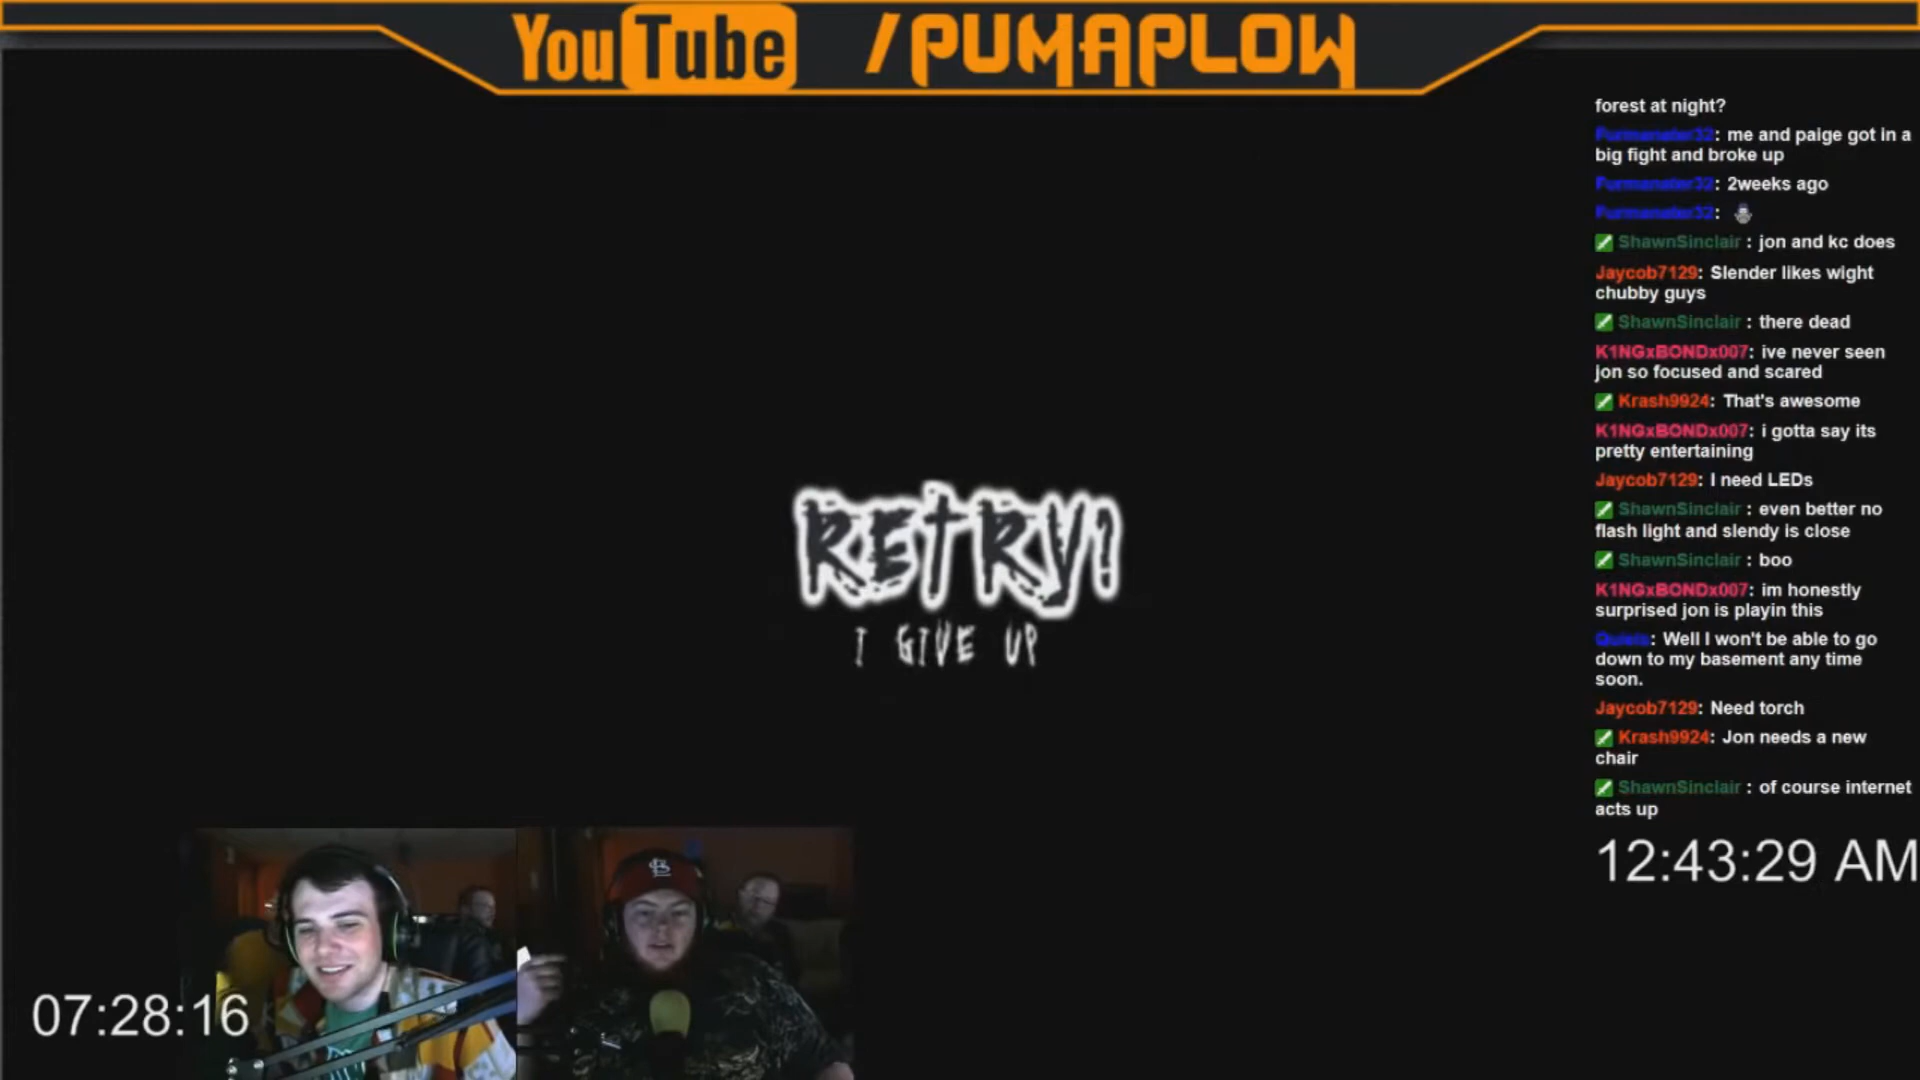 YouTube /PUMAPLOW
forest at night?
Furmanater32: me and paige got in a
big fight and broke up
Furmanater32: 2weeks ago
Furmanater32:
ShawnSinclair : jon and kc does
Jaycob7129: Slender likes wight
chubby guys
ShawnSinclair : there dead
K1NGxBONDx007: ive never seen
jon so focused and scared
Krash9924: That's awesome
K1NGxBONDx007: i gotta say its
pretty entertaining
Jaycob7129: I need LEDs
ShawnSinclair : even better no
flash light and slendy is close
ShawnSinclair : boo
K1NGxBONDx007: im honestly
surprised jon is playin this
: Well I won't be able to go
down to my basement any time
soon.
Jaycob7129: Need torch
Krash9924: Jon needs a new
chair
ShawnSinclair : of course internet
acts up
12:43:29 AM
RETRY?
I GIVE UP
07:28:16